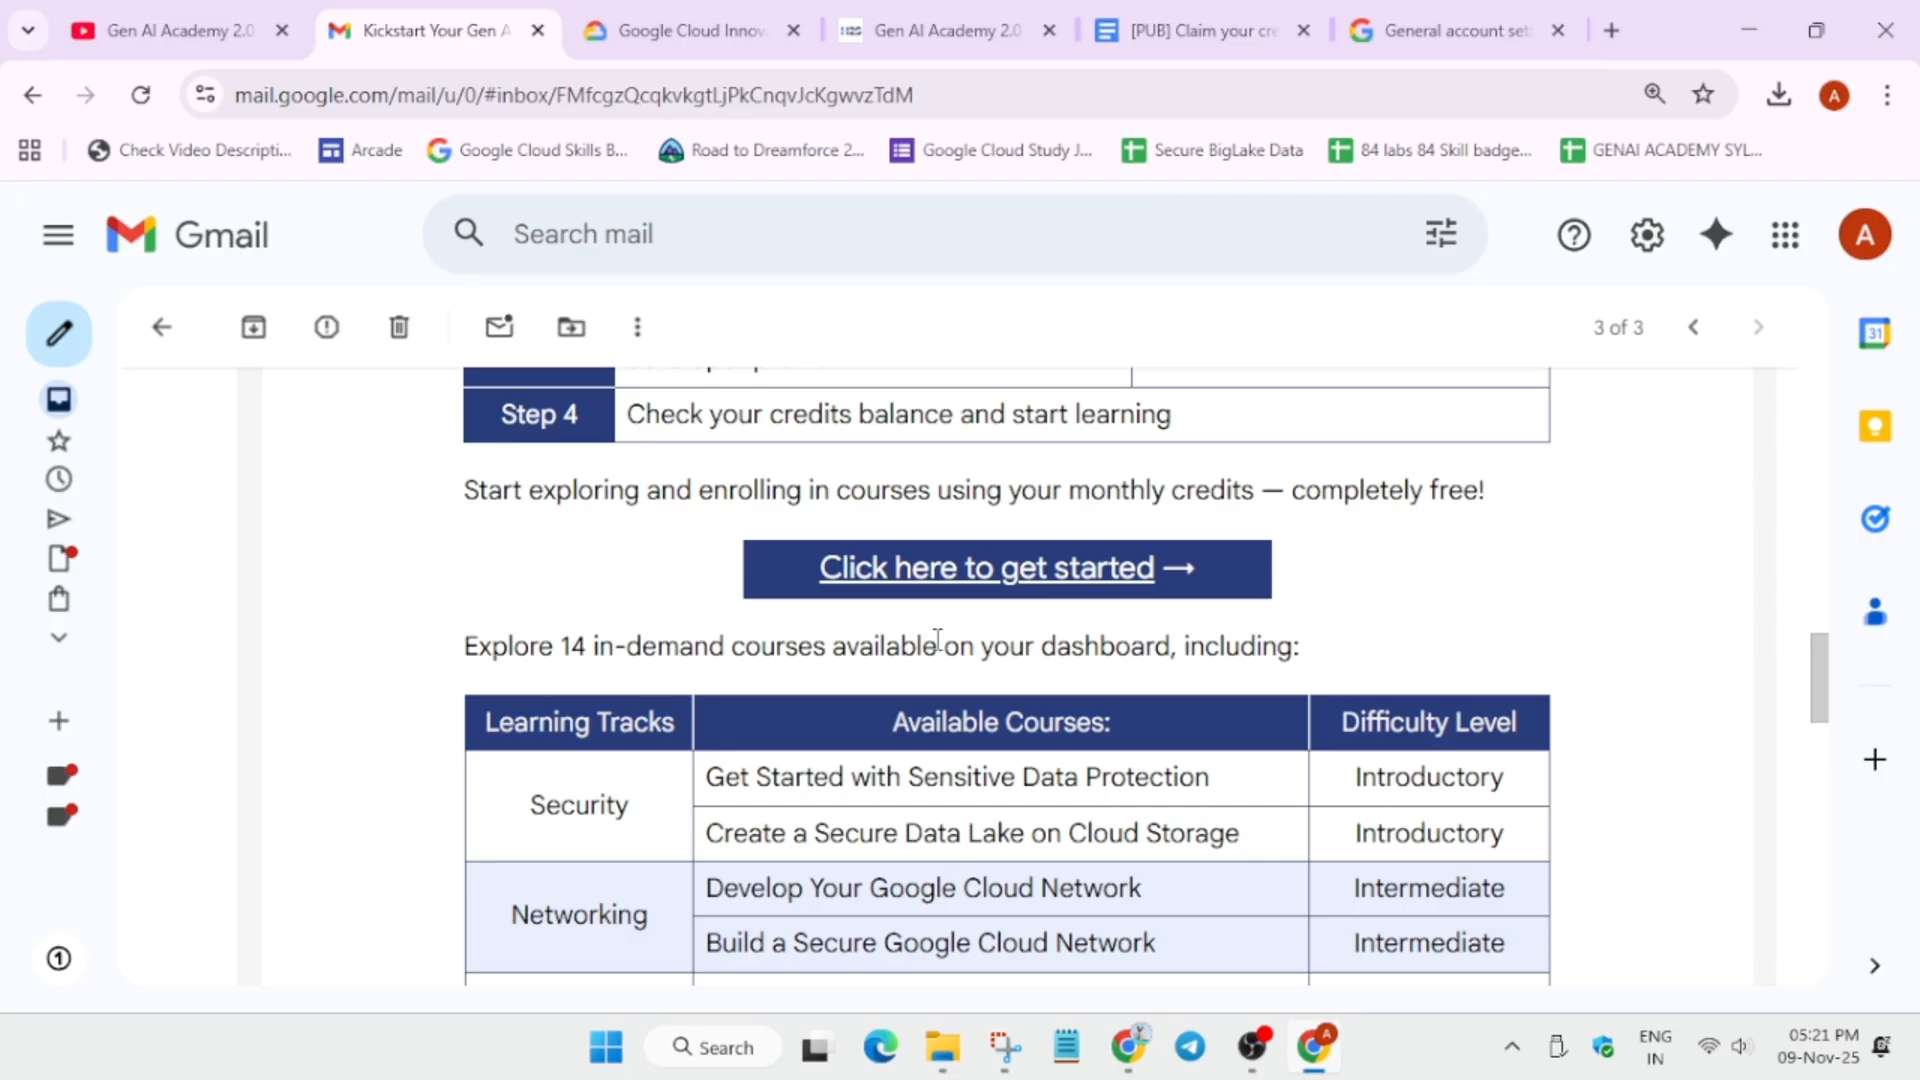 Gen AI Academy 2.0
Kickstart Your Gen A
Google Cloud Innov
Gen AI Academy 2.0
[PUB] Claim your cre
General account set
mail.google.com/mail/u/0/#inbox/FMfcgzQcqkvkgtLjPkCnqvJcKgwvzTdM
A
Check Video Descripti...
Arcade
Google Cloud Skills B...
Road to Dreamforce 2...
Google Cloud Study J...
Secure BigLake Data
84 labs 84 Skill badge...
GENAI ACADEMY SYL...
Gmail
Search mail
A
3 of 3
31
Step 4 Check your credits balance and start learning
Start exploring and enrolling in courses using your monthly credits — completely free!
Click here to get started →
Explore 14 in-demand courses available on your dashboard, including:
Learning Tracks Available Courses: Difficulty Level
Security
Get Started with Sensitive Data Protection Introductory
Create a Secure Data Lake on Cloud Storage Introductory
Networking
Develop Your Google Cloud Network Intermediate
Build a Secure Google Cloud Network Intermediate
1
Search
A
ENG
IN
05:21 PM
09-Nov-25